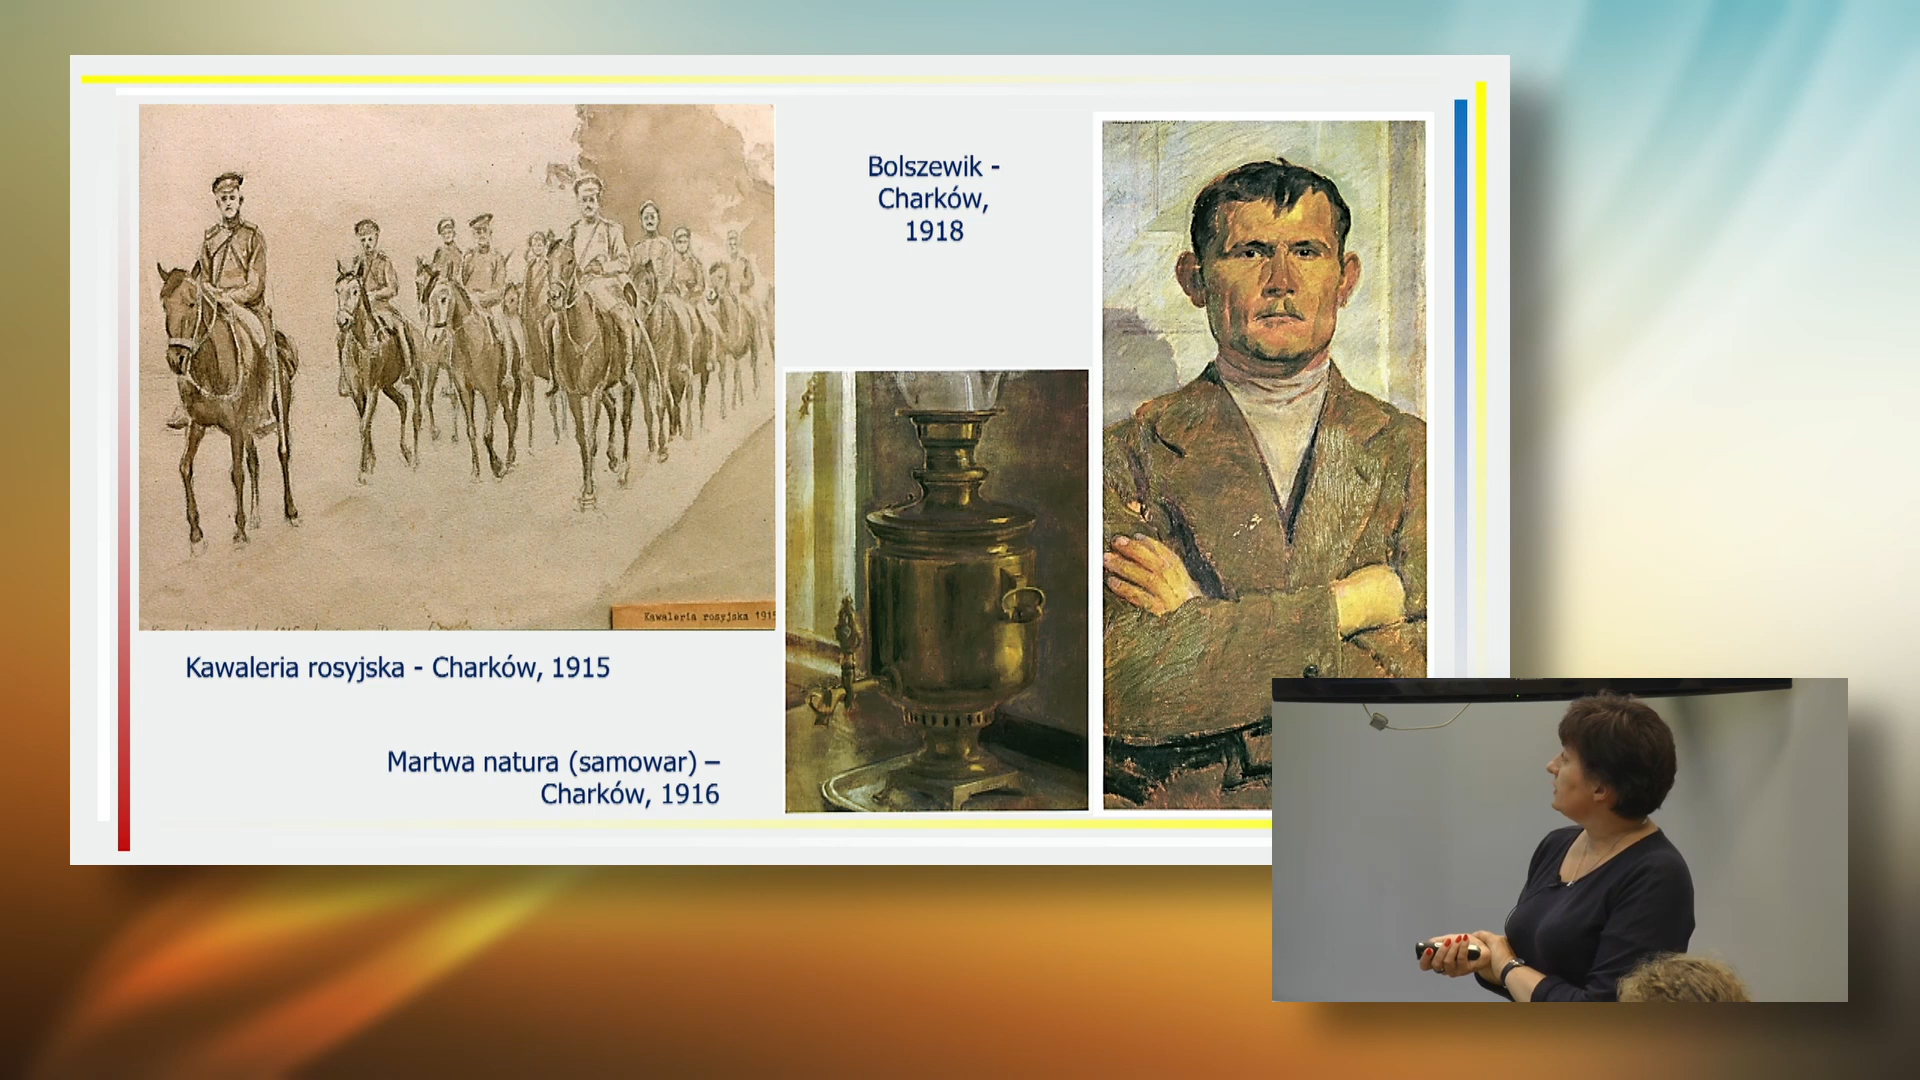 Bolszewik -
Charków,
1918
Kawaleria rosyjska 1915
Kawaleria rosyjska - Charków, 1915
Martwa natura (samowar) –
Charków, 1916